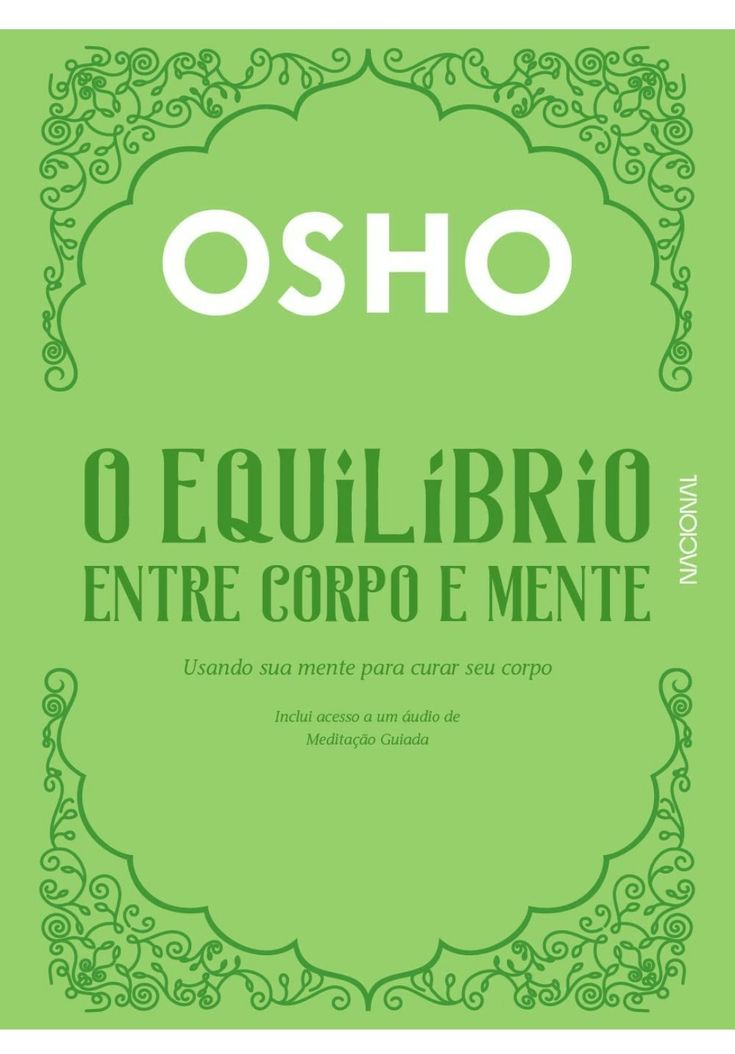 OSHO
O EQUILÍBRIO
ENTRE CORPO E MENTE
NACIONAL
Usando sua mente para curar seu corpo
Inclui acesso a um áudio de
Meditação Guiada